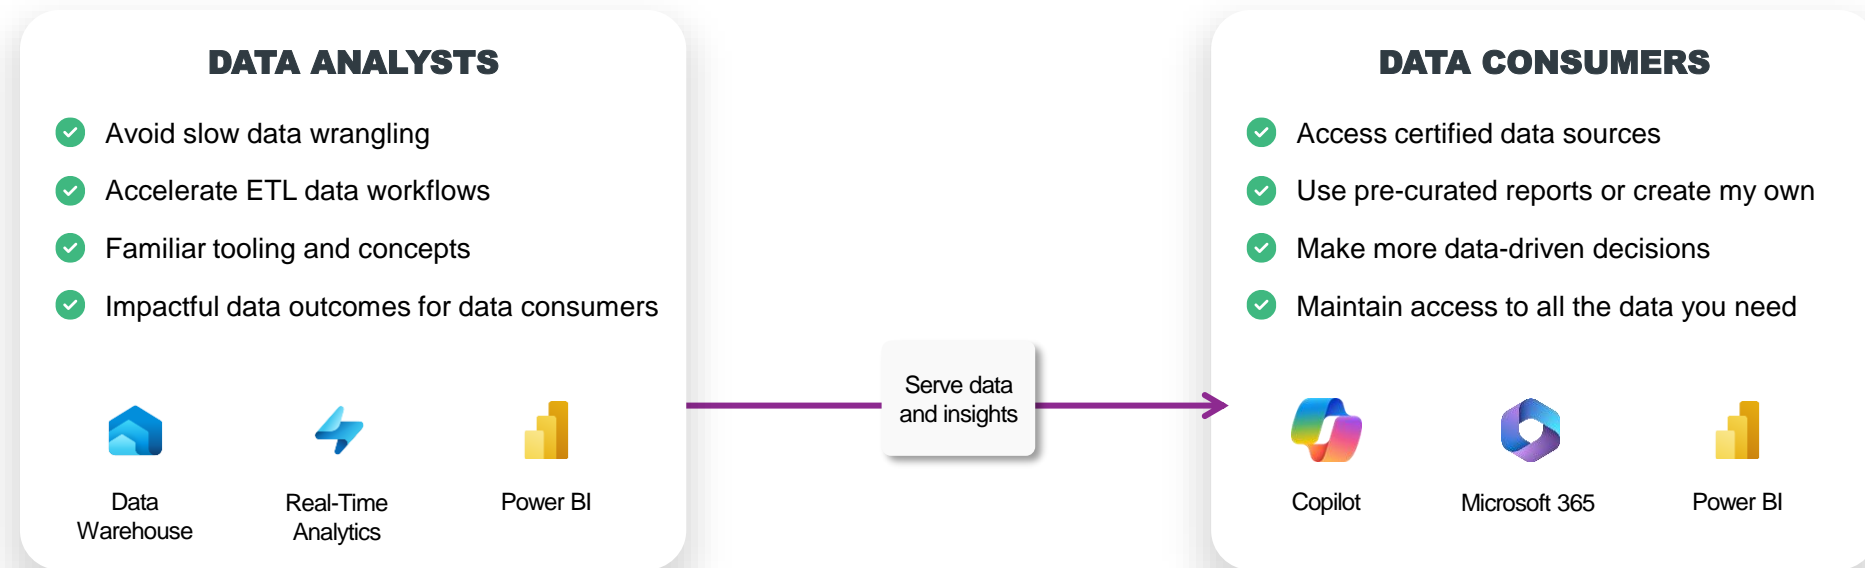 DATA ANALYSTS
Avoid slow data wrangling
Accelerate ETL data workflows
Familiar tooling and concepts
Impactful data outcomes for data consumers
Data
Warehouse
Real-Time
Analytics
Power BI
Serve data
and insights
DATA CONSUMERS
Access certified data sources
Use pre-curated reports or create my own
Make more data-driven decisions
Maintain access to all the data you need
Copilot
Microsoft 365
Power BI